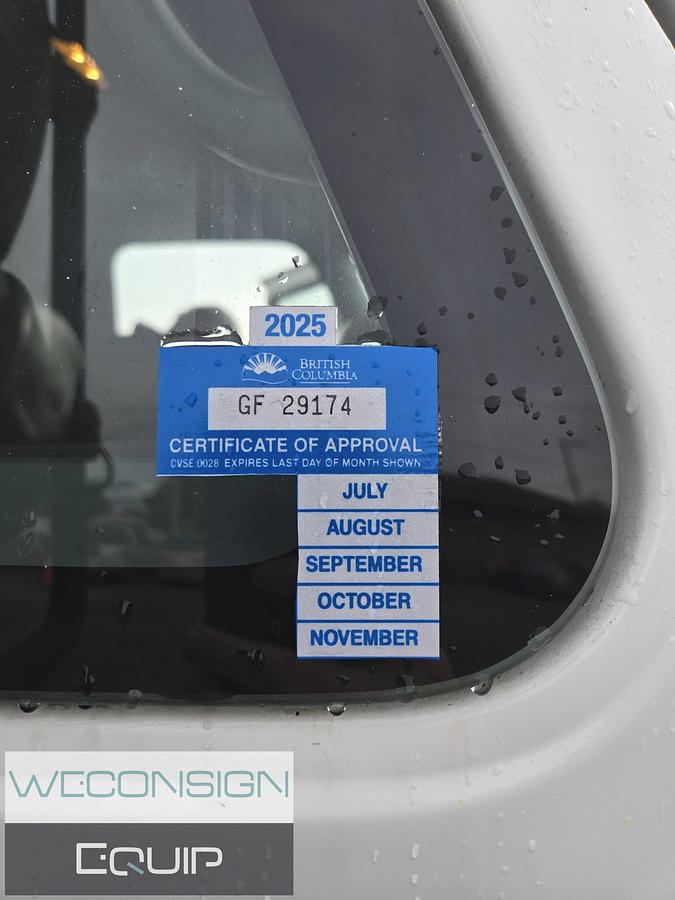 2025
BRITISH
COLUMBIA
GF 29174
CERTIFICATE OF APPROVAL
CVSE 0028 EXPIRES LAST DAY OF MONTH SHOWN
JULY
AUGUST
SEPTEMBER
OCTOBER
NOVEMBER
WECONSIGN
EQUIP